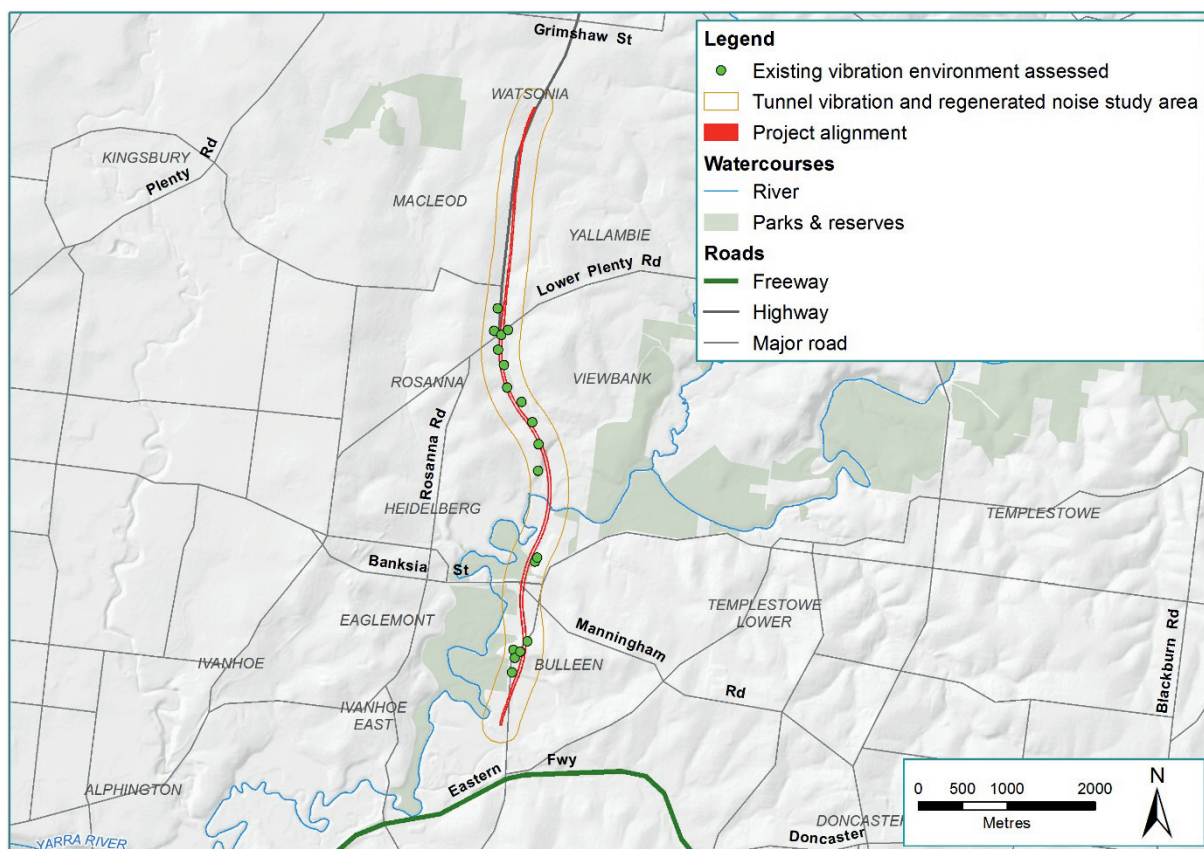 Grimshaw St
WATSONIA
KINGSBURY
Plenty Rd
MACLEOD
YALLAMBIE
Lower Plenty Rd
ROSANNA
VIEWBANK
Rosanna Rd
HEIDELBERG
TEMPLESTOWE
Banksia St
EAGLEMONT
TEMPLESTOWE
LOWER
Manningham
Rd
Blackburn Rd
IVANHOE
BULLEEN
IVANHOE
EAST
Eastern
Fwy
ALPHINGTON
YARRA RIVER
DONCASTER
Doncaster
Legend
Existing vibration environment assessed
Tunnel vibration and regenerated noise study area
Project alignment
Watercourses
River
Parks & reserves
Roads
Freeway
Highway
Major road
0 500 1000 2000
Metres
N